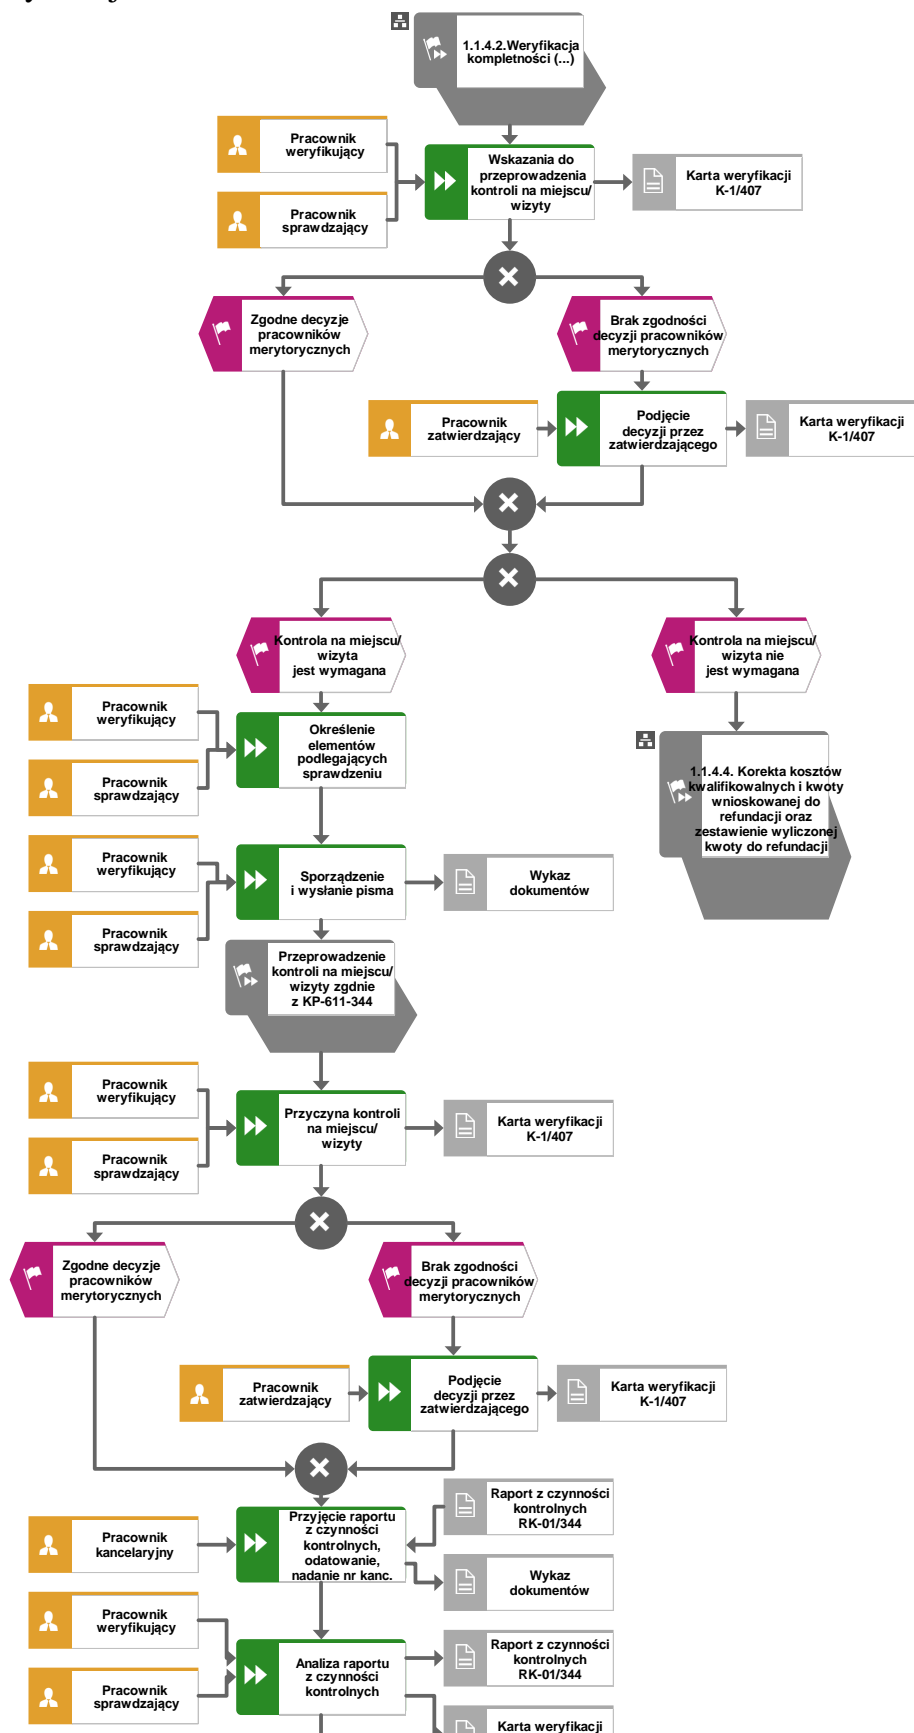 1.1.4.2.Weryfikacja
kompletności (...)
Pracownik
weryfikujący
Pracownik
sprawdzający
Wskazania do
przeprowadzenia
kontroli na miejscu/
wizyty
Karta weryfikacji
K-1/407
Zgodne decyzje
pracowników
merytorycznych
Brak zgodności
decyzji pracowników
merytorycznych
Pracownik
zatwierdzający
Podjęcie
decyzji przez
zatwierdzającego
Karta weryfikacji
K-1/407
Kontrola na miejscu/
wizyta
jest wymagana
Kontrola na miejscu/
wizyta nie
jest wymagana
Pracownik
weryfikujący
Pracownik
sprawdzający
Określenie
elementów
podlegających
sprawdzeniu
1.1.4.4. Korekta kosztów
kwalifikowalnych i kwoty
wnioskowanej do
refundacji oraz
zestawienie wyliczonej
kwoty do refundacji
Pracownik
weryfikujący
Pracownik
sprawdzający
Sporządzenie
i wysłanie pisma
Wykaz
dokumentów
Przeprowadzenie
kontroli na miejscu/
wizyty zgdnie
z KP-611-344
Pracownik
weryfikujący
Pracownik
sprawdzający
Przyczyna kontroli
na miejscu/
wizyty
Karta weryfikacji
K-1/407
Zgodne decyzje
pracowników
merytorycznych
Brak zgodności
decyzji pracowników
merytorycznych
Pracownik
zatwierdzający
Podjęcie
decyzji przez
zatwierdzającego
Karta weryfikacji
K-1/407
Pracownik
kancelaryjny
Przyjęcie raportu
z czynności
kontrolnych,
odatowanie,
nadanie nr kanc.
Raport z czynności
kontrolnych
RK-01/344
Wykaz
dokumentów
Pracownik
weryfikujący
Pracownik
sprawdzający
Analiza raportu
z czynności
kontrolnych
Raport z czynności
kontrolnych
RK-01/344
Karta weryfikacji